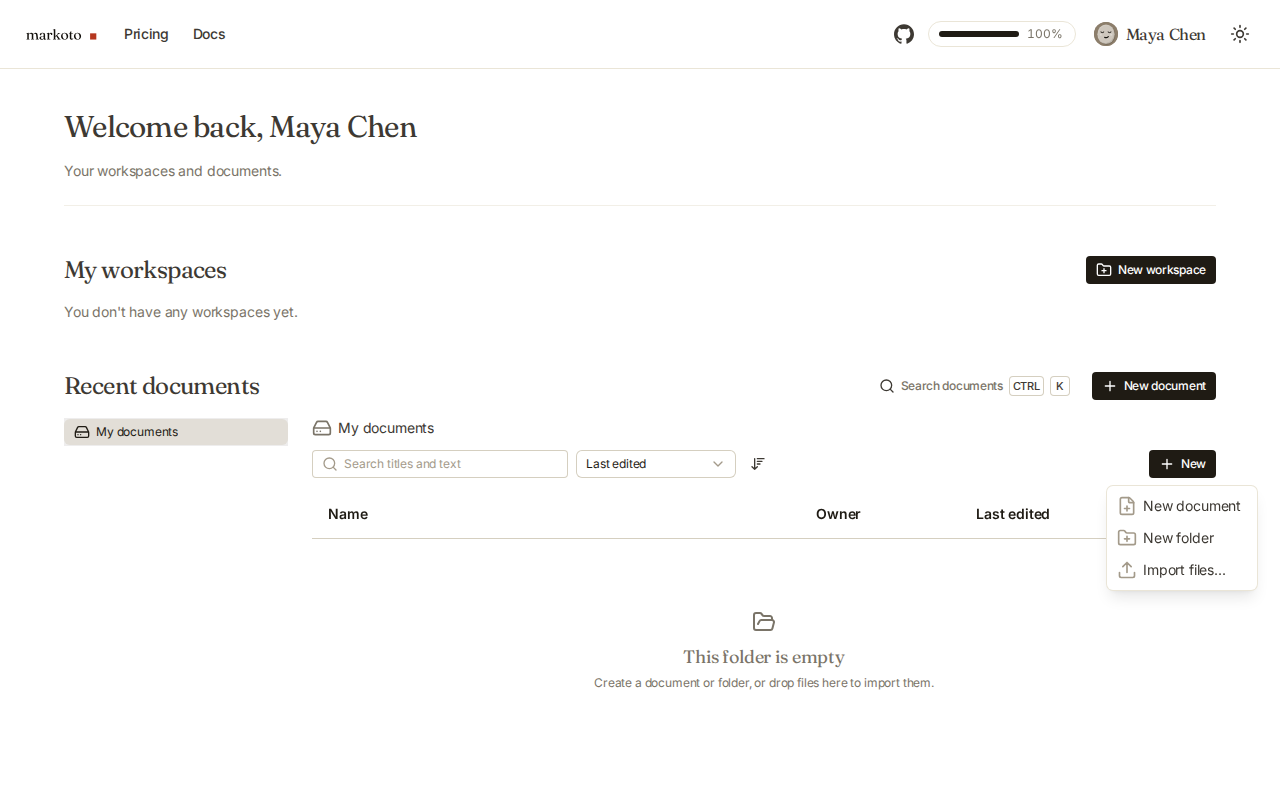 markoto
Pricing
Docs
100%
Maya Chen
Welcome back, Maya Chen
Your workspaces and documents.
My workspaces
New workspace
You don't have any workspaces yet.
Recent documents
Search documents CTRL K
New document
My documents
My documents
Search titles and text
Last edited
New
Name Owner Last edited
New document
New folder
Import files...
This folder is empty
Create a document or folder, or drop files here to import them.